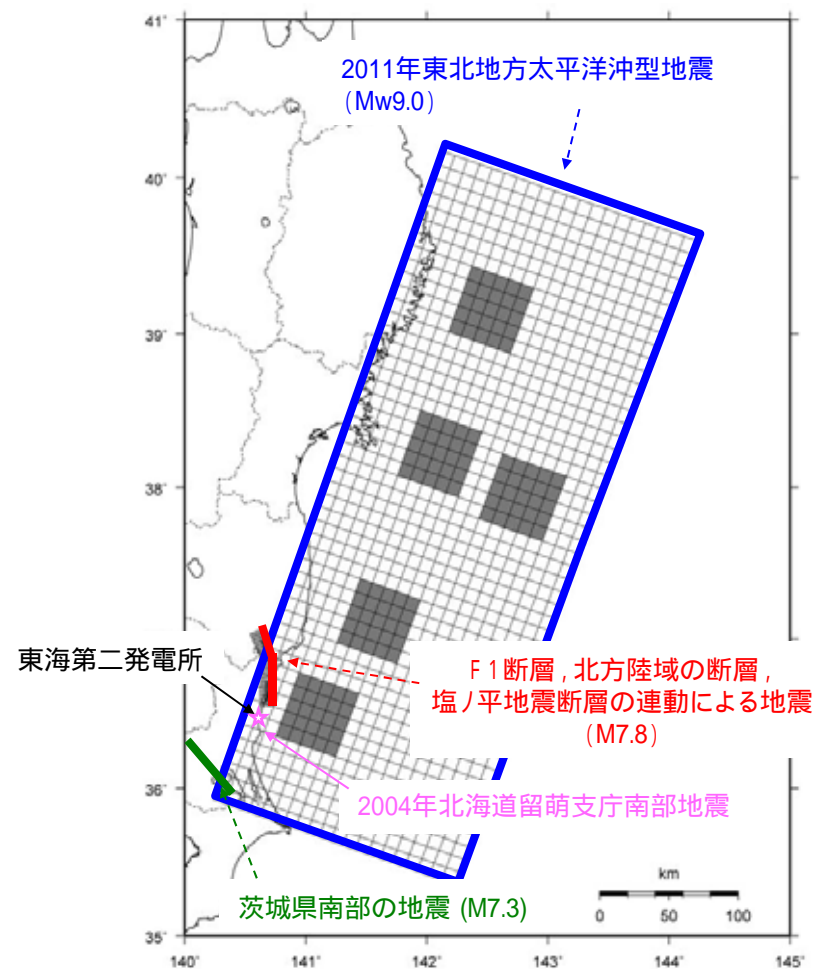 41°
2011年東北地方太平洋沖型地震
(Mw9.0)
40°
39°
38°
東海第二発電所
F1断層,北方陸域の断層,
塩ノ平地震断層の連動による地震
(M7.8)
36°
2004年北海道留萌支庁南部地震
km
茨城県南部の地震 (M7.3)
0 50 100
35°
140° 141° 142° 143° 144° 145°